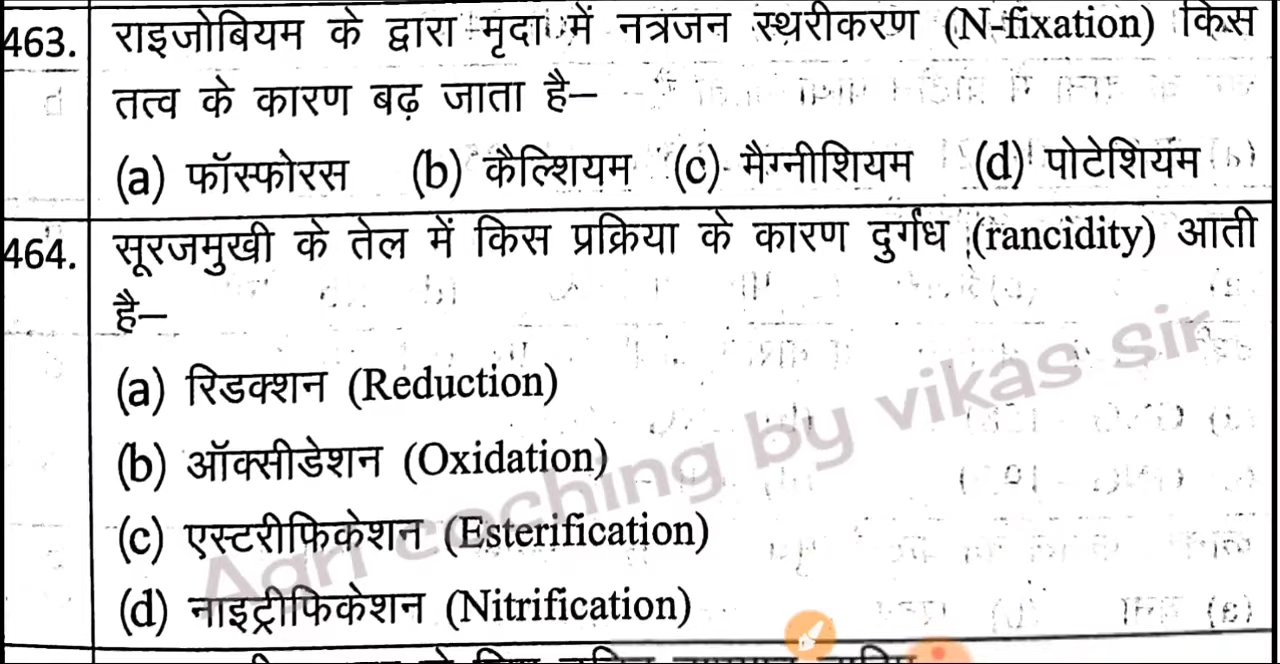 463. राइजोबियम के द्वारा मृदा में नत्रजन स्थरीकरण (N-fixation) किस
तत्व के कारण बढ़ जाता है–
(a) फॉस्फोरस (b) कैल्शियम (c) मैग्नीशियम (d) पोटेशियम
464. सूरजमुखी के तेल में किस प्रक्रिया के कारण दुर्गंध (rancidity) आती
है–
(a) रिडक्शन (Reduction)
(b) ऑक्सीडेशन (Oxidation)
(c) एस्टरीफिकेशन (Esterification)
(d) नाइट्रीफिकेशन (Nitrification)
Agri coching by vikas sir